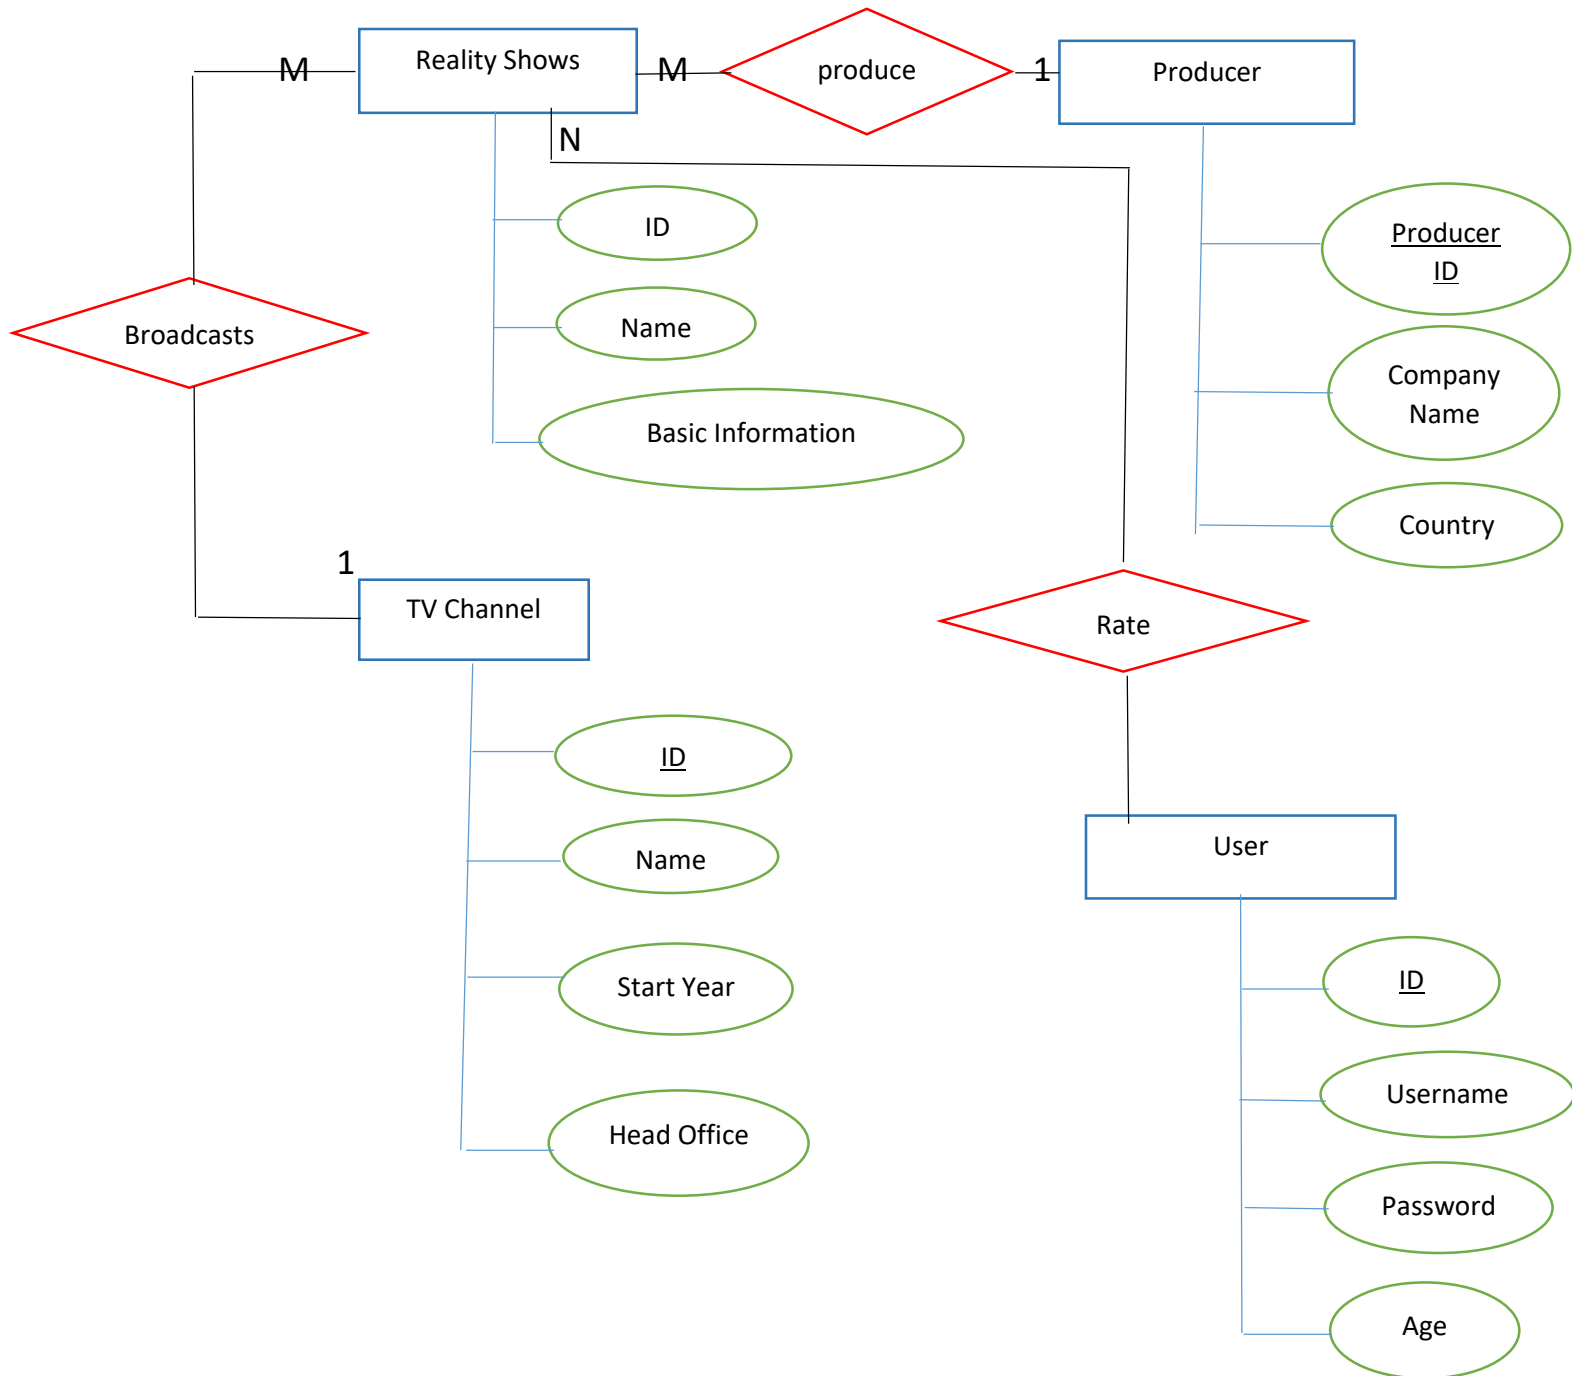 Reality Shows
M
M
produce
1
Producer
N
ID
Name
Basic Information
Producer
ID
Company
Name
Country
Broadcasts
1
TV Channel
Rate
ID
Name
Start Year
Head Office
User
ID
Username
Password
Age